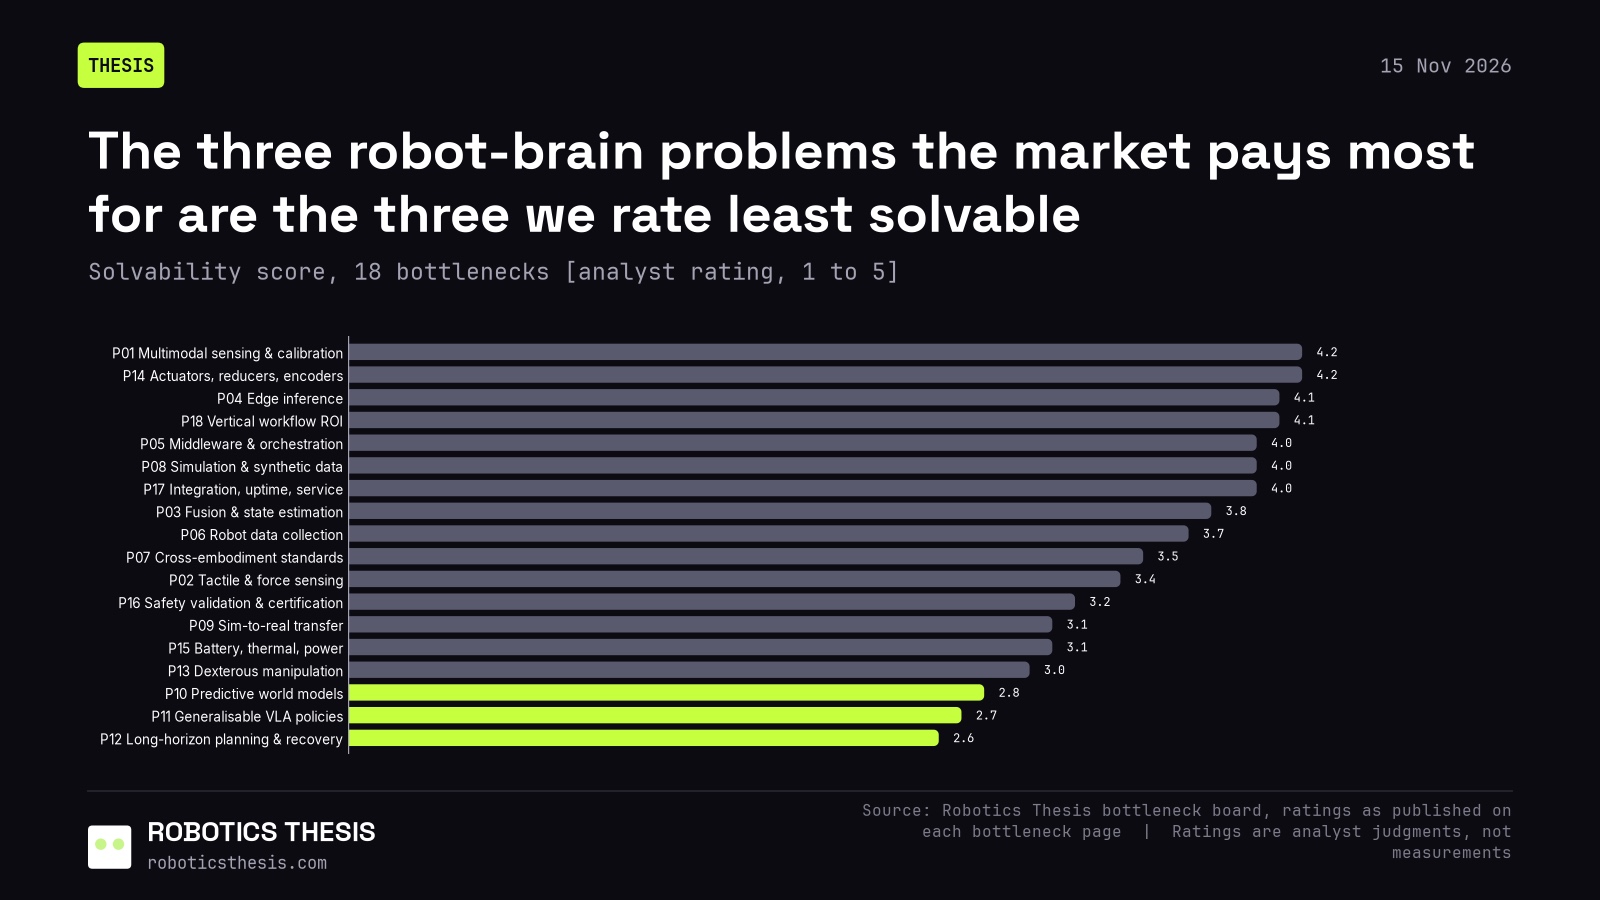 THESIS
15 Nov 2026
The three robot-brain problems the market pays most
for are the three we rate least solvable
Solvability score, 18 bottlenecks [analyst rating, 1 to 5]
P01 Multimodal sensing & calibration 4.2
P14 Actuators, reducers, encoders 4.2
P04 Edge inference 4.1
P18 Vertical workflow ROI 4.1
P05 Middleware & orchestration 4.0
P08 Simulation & synthetic data 4.0
P17 Integration, uptime, service 4.0
P03 Fusion & state estimation 3.8
P06 Robot data collection 3.7
P07 Cross-embodiment standards 3.5
P02 Tactile & force sensing 3.4
P16 Safety validation & certification 3.2
P09 Sim-to-real transfer 3.1
P15 Battery, thermal, power 3.1
P13 Dexterous manipulation 3.0
P10 Predictive world models 2.8
P11 Generalisable VLA policies 2.7
P12 Long-horizon planning & recovery 2.6
ROBOTICS THESIS
roboticsthesis.com
Source: Robotics Thesis bottleneck board, ratings as published on
each bottleneck page | Ratings are analyst judgments, not
measurements